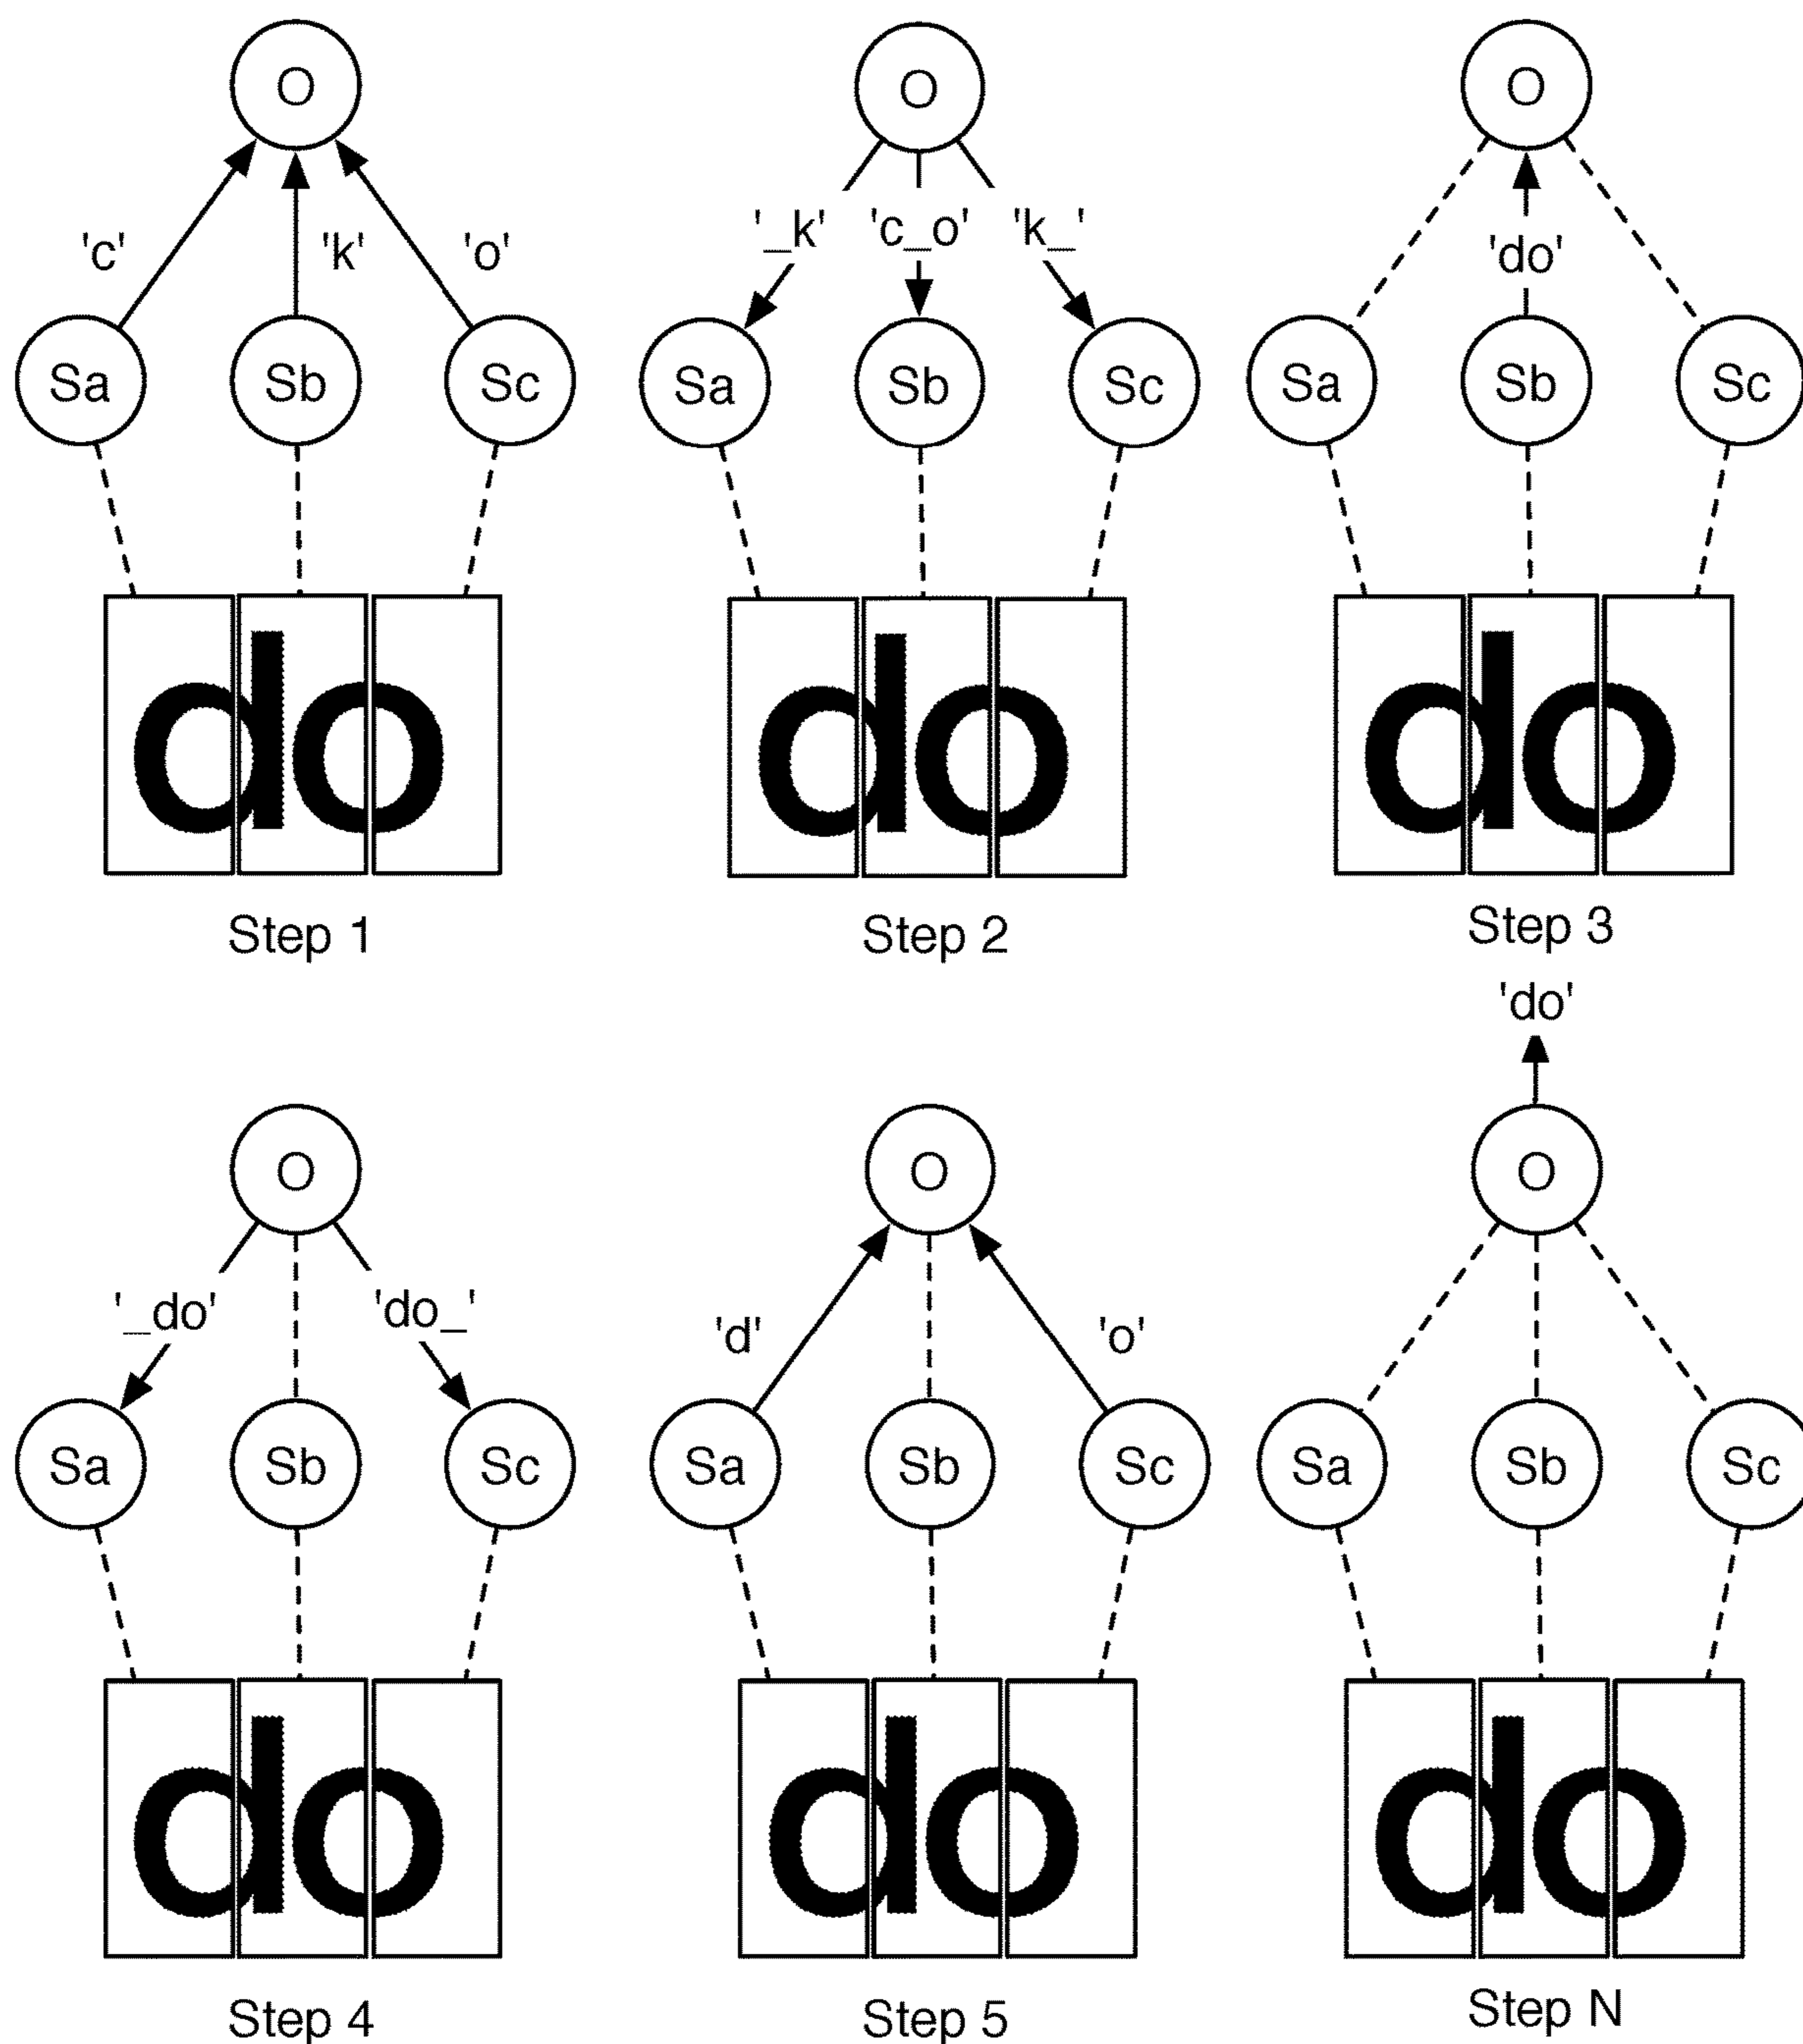 O O O
'c' 'k' 'o' '_k' 'c_o' 'k_' 'do'
Sa Sb Sc Sa Sb Sc Sa Sb Sc
do do do
Step 1 Step 2 Step 3
'do'
O O O
'_do' 'do_' 'd' 'o'
Sa Sb Sc Sa Sb Sc Sa Sb Sc
do do do
Step 4 Step 5 Step N